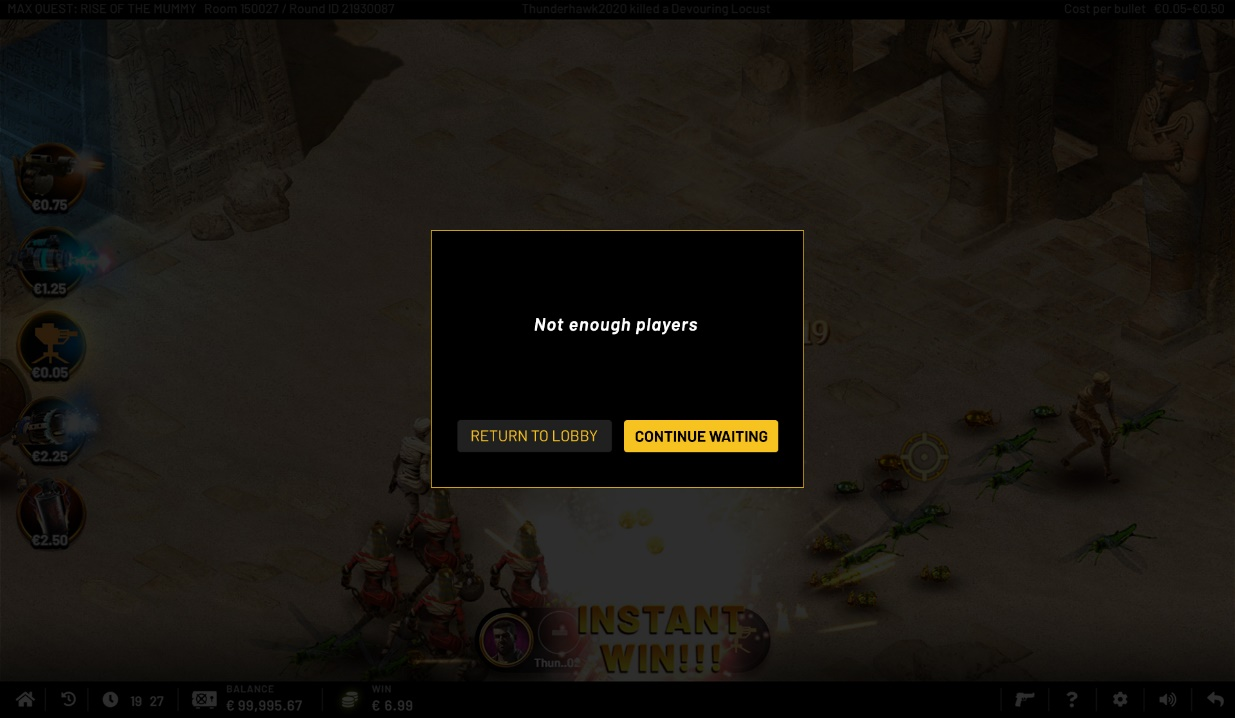 MAX QUEST: RISE OF THE MUMMY Room 150027 / Round ID 21930087
Thunderhawk2020 killed a Devouring Locust
Cost per bullet €0.05-€0.50
€0.75
€1.25
€0.05
€2.25
€2.50
Not enough players
19
RETURN TO LOBBY
CONTINUE WAITING
INSTANT
WIN!!!
19 27
BALANCE
€ 99,995.67
WIN
€ 6.99
?